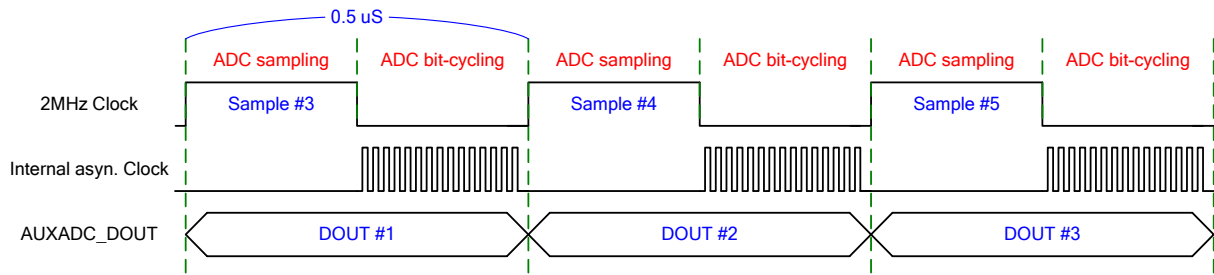 0.5 uS
ADC sampling ADC bit-cycling ADC sampling ADC bit-cycling ADC sampling ADC bit-cycling
2MHz Clock Sample #3 Sample #4 Sample #5
Internal asyn. Clock
AUXADC_DOUT DOUT #1 DOUT #2 DOUT #3